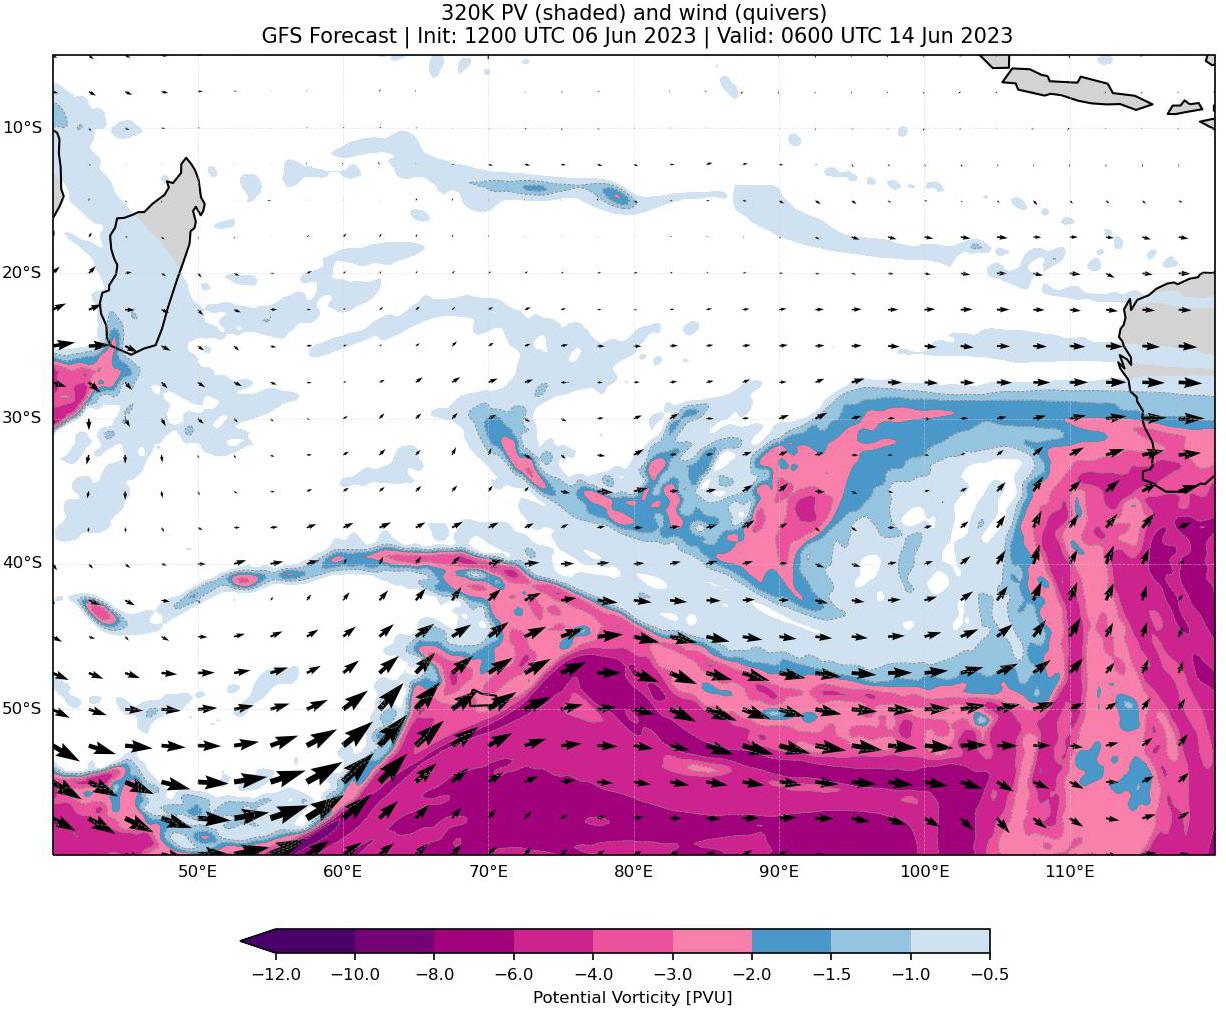 320K PV (shaded) and wind (quivers)
GFS Forecast | Init: 1200 UTC 06 Jun 2023 | Valid: 0600 UTC 14 Jun 2023
10°S
20°S
30°S
40°S
50°S
50°E 60°E 70°E 80°E 90°E 100°E 110°E
−12.0 −10.0 −8.0 −6.0 −4.0 −3.0 −2.0 −1.5 −1.0 −0.5
Potential Vorticity [PVU]